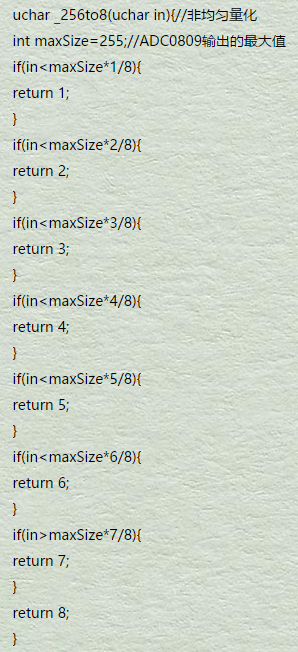 uchar _256to8(uchar in){//非均匀量化
int maxSize=255;//ADC0809输出的最大值
if(in<maxSize*1/8){
return 1;
}
if(in<maxSize*2/8){
return 2;
}
if(in<maxSize*3/8){
return 3;
}
if(in<maxSize*4/8){
return 4;
}
if(in<maxSize*5/8){
return 5;
}
if(in<maxSize*6/8){
return 6;
}
if(in>maxSize*7/8){
return 7;
}
return 8;
}